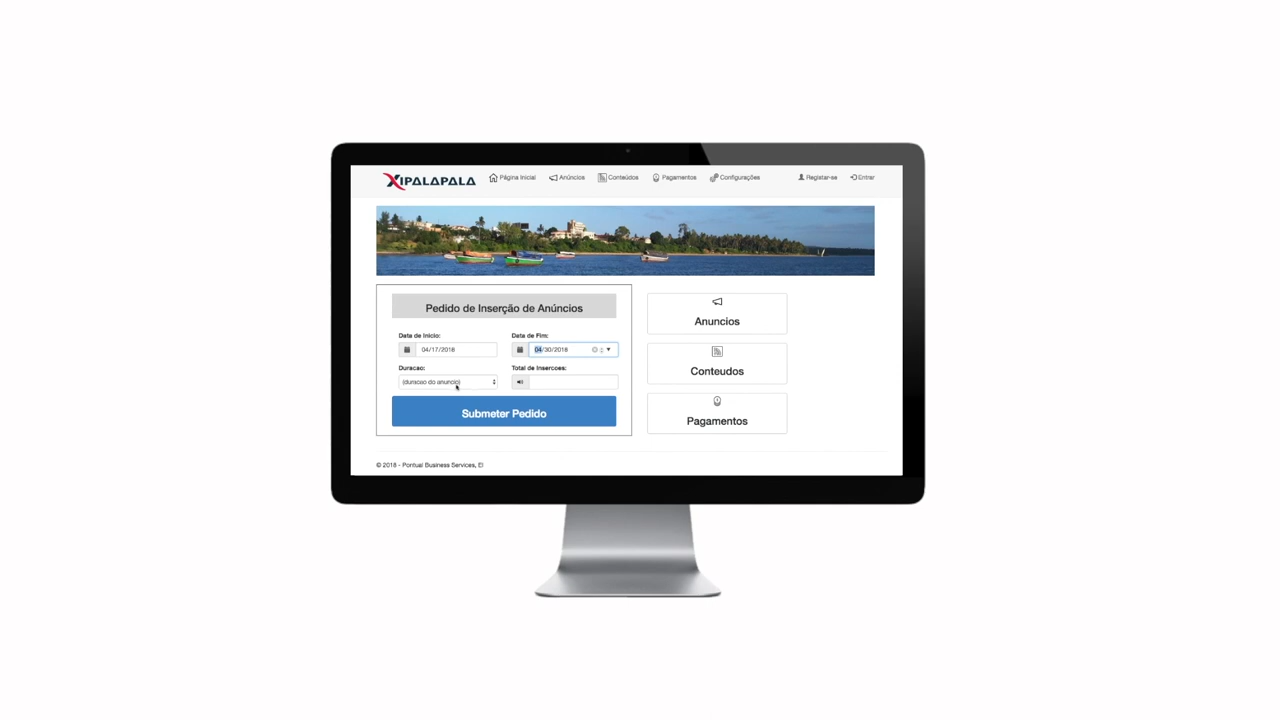 XIPALAPALA Página Inicial Anúncios Conteúdos Pagamentos Configurações Registar-se Entrar
Pedido de Inserção de Anúncios
Data de Inicio: Data de Fim:
04/17/2018 04/30/2018
Duracao: Total de Insercoes:
(duracao do anuncio)
Submeter Pedido
Anuncios
Conteudos
Pagamentos
© 2018 - Pontual Business Services, EI